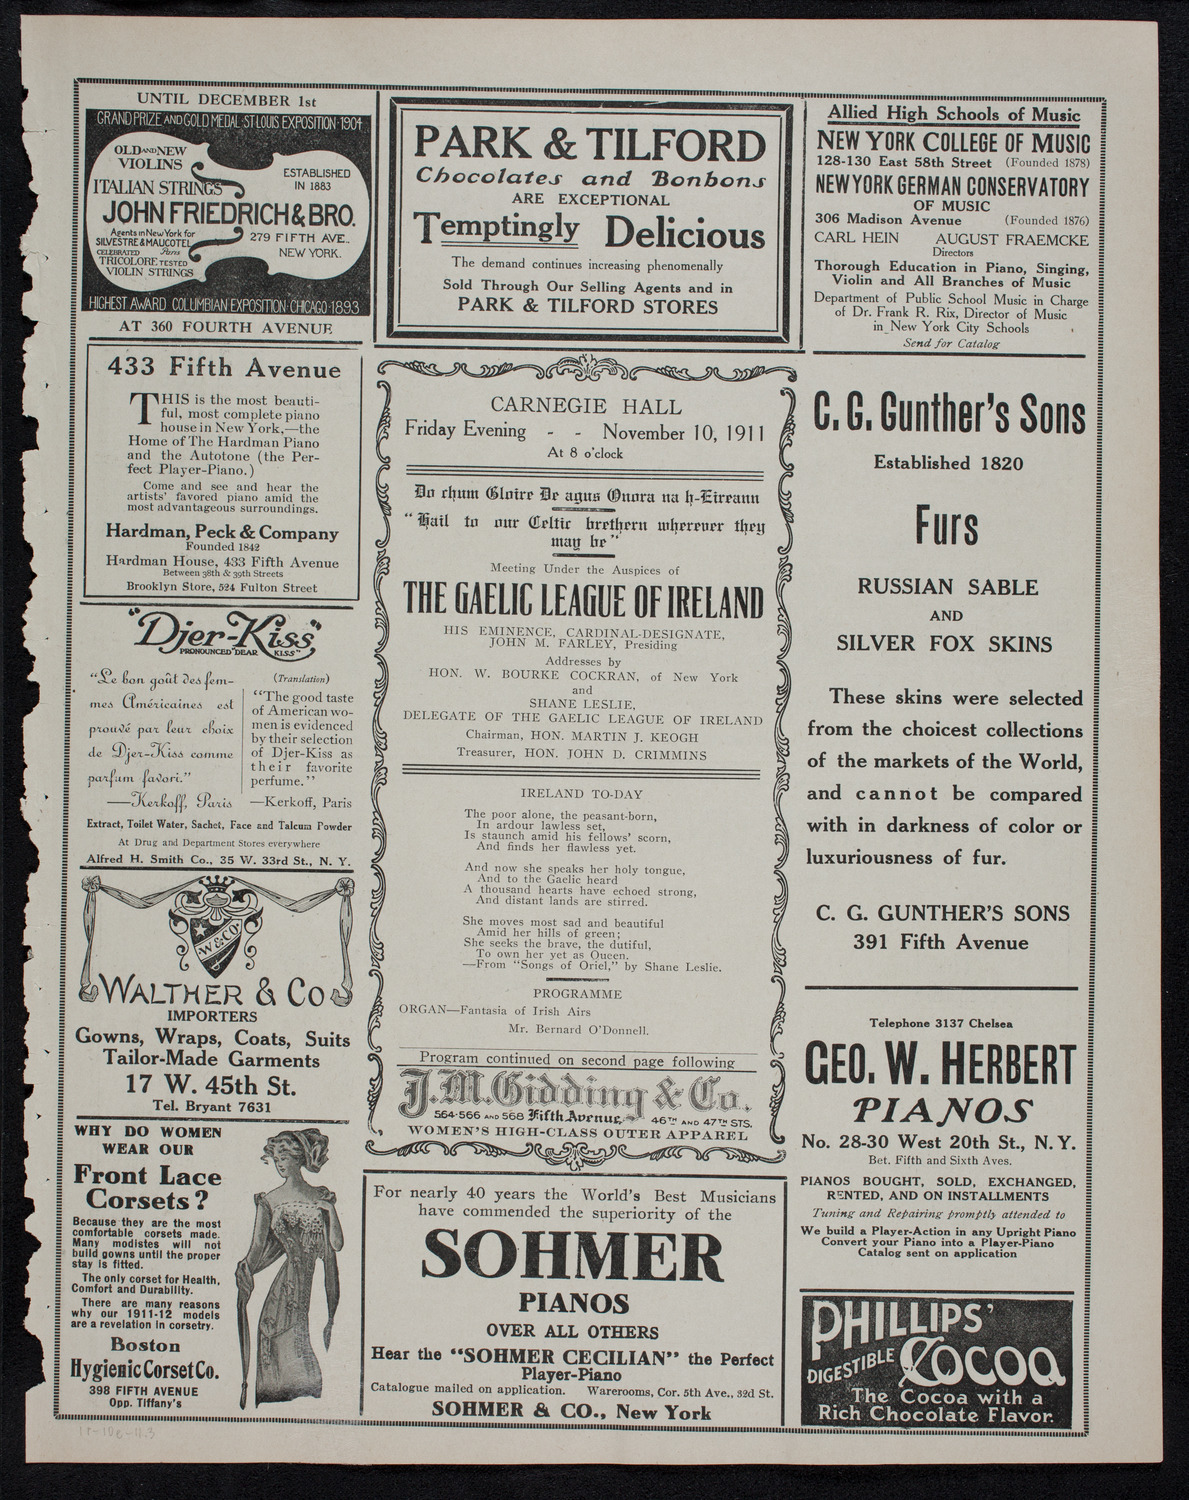 UNTIL DECEMBER 1st
GRAND PRIZE AND GOLD MEDAL · ST. LOUIS EXPOSITION · 1904
OLD AND NEW
VIOLINS
ITALIAN STRINGS
ESTABLISHED
IN 1883
JOHN FRIEDRICH & BRO.
Agents in New York for
SILVESTRE & MAUCOTEL
CELEBRATED Paris
TRICOLORE TESTED
VIOLIN STRINGS
279 FIFTH AVE.
NEW YORK.
HIGHEST AWARD COLUMBIAN EXPOSITION · CHICAGO · 1893
AT 360 FOURTH AVENUE
433 Fifth Avenue
THIS is the most beauti-
ful, most complete piano
house in New York,—the
Home of The Hardman Piano
and the Autotone (the Per-
fect Player-Piano.)
Come and see and hear the
artists' favored piano amid the
most advantageous surroundings.
Hardman, Peck & Company
Founded 1842
Hardman House, 433 Fifth Avenue
Between 38th & 39th Streets
Brooklyn Store, 524 Fulton Street
"Djer-Kiss"
PRONOUNCED "DEAR KISS"
"Le bon goût des fem-
mes Américaines est
prouvé par leur choix
de Djer-Kiss comme
parfum favori."
—Kerkoff, Paris
(Translation)
"The good taste
of American wo-
men is evidenced
by their selection
of Djer-Kiss as
their favorite
perfume."
—Kerkoff, Paris
Extract, Toilet Water, Sachet, Face and Talcum Powder
At Drug and Department Stores everywhere
Alfred H. Smith Co., 35 W. 33rd St., N. Y.
W & CO
WALTHER & CO
IMPORTERS
Gowns, Wraps, Coats, Suits
Tailor-Made Garments
17 W. 45th St.
Tel. Bryant 7631
WHY DO WOMEN
WEAR OUR
Front Lace
Corsets?
Because they are the most
comfortable corsets made.
Many modistes will not
build gowns until the proper
stay is fitted.
The only corset for Health,
Comfort and Durability.
There are many reasons
why our 1911-12 models
are a revelation in corsetry.
Boston
Hygienic Corset Co.
398 FIFTH AVENUE
Opp. Tiffany's
PARK & TILFORD
Chocolates and Bonbons
ARE EXCEPTIONAL
Temptingly Delicious
The demand continues increasing phenomenally
Sold Through Our Selling Agents and in
PARK & TILFORD STORES
CARNEGIE HALL
Friday Evening - - November 10, 1911
At 8 o'clock
Do chum Gloire De agus Onora na h-Eireann
"Hail to our Celtic brethern wherever they
may be"
Meeting Under the Auspices of
THE GAELIC LEAGUE OF IRELAND
HIS EMINENCE, CARDINAL-DESIGNATE,
JOHN M. FARLEY, Presiding
Addresses by
HON. W. BOURKE COCKRAN, of New York
and
SHANE LESLIE,
DELEGATE OF THE GAELIC LEAGUE OF IRELAND
Chairman, HON. MARTIN J. KEOGH
Treasurer, HON. JOHN D. CRIMMINS
IRELAND TO-DAY
The poor alone, the peasant-born,
In ardour lawless set,
Is staunch amid his fellows' scorn,
And finds her flawless yet.
And now she speaks her holy tongue,
And to the Gaelic heard
A thousand hearts have echoed strong,
And distant lands are stirred.
She moves most sad and beautiful
Amid her hills of green;
She seeks the brave, the dutiful,
To own her yet as Queen.
—From "Songs of Oriel," by Shane Leslie.
PROGRAMME
ORGAN—Fantasia of Irish Airs
Mr. Bernard O'Donnell.
Program continued on second page following
J.M. Gidding & Co.
564-566 AND 568 Fifth Avenue, 46TH AND 47TH STS.
WOMEN'S HIGH-CLASS OUTER APPAREL
For nearly 40 years the World's Best Musicians
have commended the superiority of the
SOHMER
PIANOS
OVER ALL OTHERS
Hear the "SOHMER CECILIAN" the Perfect
Player-Piano
Catalogue mailed on application. Warerooms, Cor. 5th Ave., 32d St.
SOHMER & CO., New York
Allied High Schools of Music
NEW YORK COLLEGE OF MUSIC
128-130 East 58th Street (Founded 1878)
NEW YORK GERMAN CONSERVATORY
OF MUSIC
306 Madison Avenue (Founded 1876)
CARL HEIN AUGUST FRAEMCKE
Directors
Thorough Education in Piano, Singing,
Violin and All Branches of Music
Department of Public School Music in Charge
of Dr. Frank R. Rix, Director of Music
in New York City Schools
Send for Catalog
C. G. Gunther's Sons
Established 1820
Furs
RUSSIAN SABLE
AND
SILVER FOX SKINS
These skins were selected
from the choicest collections
of the markets of the World,
and cannot be compared
with in darkness of color or
luxuriousness of fur.
C. G. GUNTHER'S SONS
391 Fifth Avenue
Telephone 3137 Chelsea
GEO. W. HERBERT
PIANOS
No. 28-30 West 20th St., N. Y.
Bet. Fifth and Sixth Aves.
PIANOS BOUGHT, SOLD, EXCHANGED,
RENTED, AND ON INSTALLMENTS
Tuning and Repairing promptly attended to
We build a Player-Action in any Upright Piano
Convert your Piano into a Player-Piano
Catalog sent on application
PHILLIPS'
DIGESTIBLE COCOA
The Cocoa with a
Rich Chocolate Flavor.